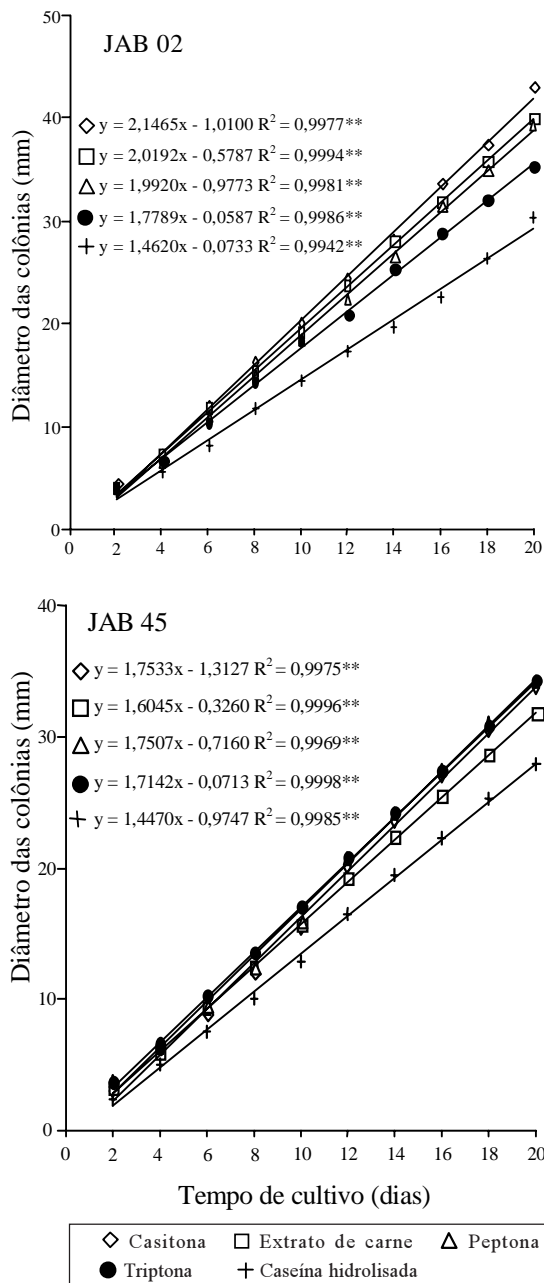 JAB 02
Diâmetro das colônias (mm)
50
40
30
20
10
0
y = 2,1465x - 1,0100 R² = 0,9977**
y = 2,0192x - 0,5787 R² = 0,9994**
y = 1,9920x - 0,9773 R² = 0,9981**
y = 1,7789x - 0,0587 R² = 0,9986**
y = 1,4620x - 0,0733 R² = 0,9942**
0 2 4 6 8 10 12 14 16 18 20
JAB 45
Diâmetro das colônias (mm)
40
30
20
10
0
y = 1,7533x - 1,3127 R² = 0,9975**
y = 1,6045x - 0,3260 R² = 0,9996**
y = 1,7507x - 0,7160 R² = 0,9969**
y = 1,7142x - 0,0713 R² = 0,9998**
y = 1,4470x - 0,9747 R² = 0,9985**
0 2 4 6 8 10 12 14 16 18 20
Tempo de cultivo (dias)
Casitona Extrato de carne Peptona
Triptona Caseína hidrolisada